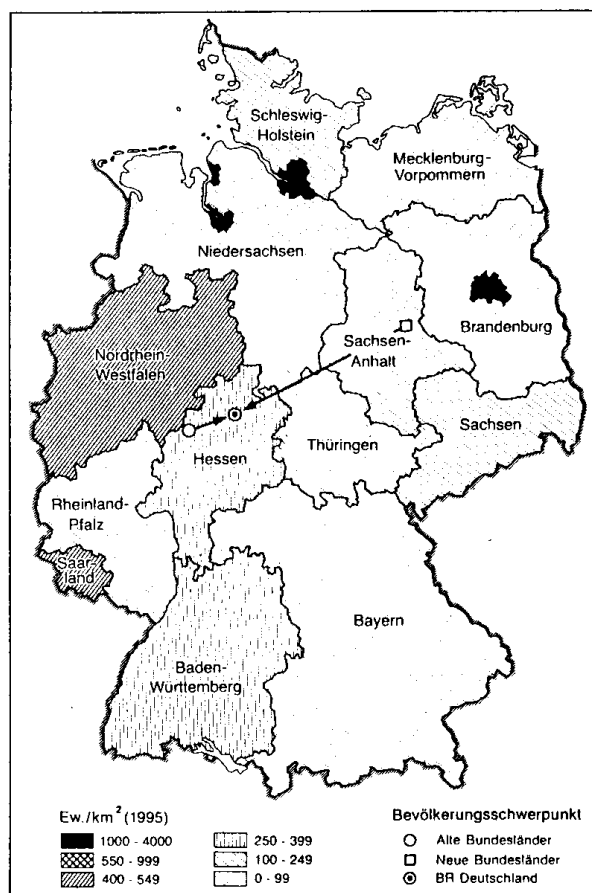 Schleswig-
Holstein
Mecklenburg-
Vorpommern
Niedersachsen
Brandenburg
Sachsen-
Anhalt
Nordrhein-
Westfalen
Sachsen
Thüringen
Hessen
Rheinland-
Pfalz
Saar-
land
Bayern
Baden-
Württemberg
Ew./km² (1995)
1000 - 4000
550 - 999
400 - 549
250 - 399
100 - 249
0 - 99
Bevölkerungsschwerpunkt
Alte Bundesländer
Neue Bundesländer
BR Deutschland